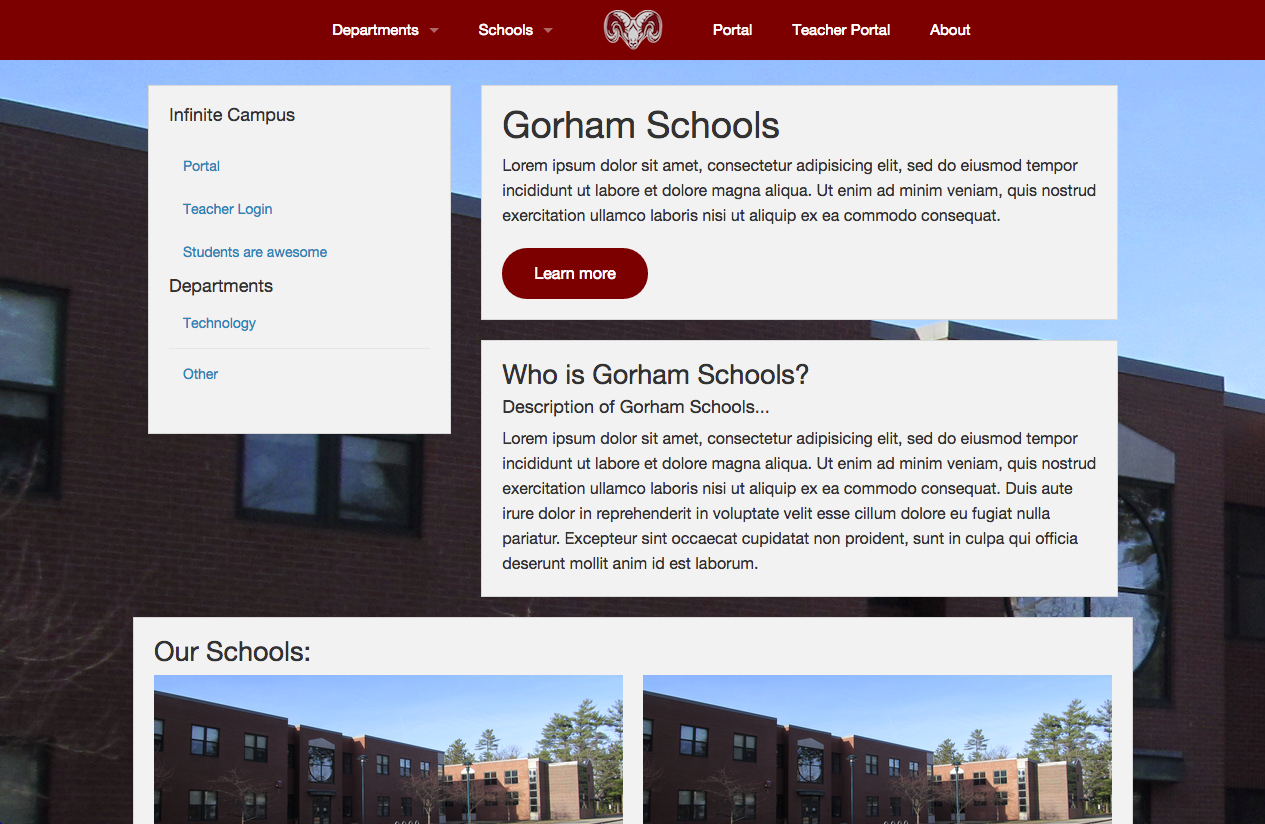 Departments
Schools
Portal
Teacher Portal
About
Infinite Campus
Portal
Teacher Login
Students are awesome
Departments
Technology
Other
Gorham Schools
Lorem ipsum dolor sit amet, consectetur adipisicing elit, sed do eiusmod tempor
incididunt ut labore et dolore magna aliqua. Ut enim ad minim veniam, quis nostrud
exercitation ullamco laboris nisi ut aliquip ex ea commodo consequat.
Learn more
Who is Gorham Schools?
Description of Gorham Schools...
Lorem ipsum dolor sit amet, consectetur adipisicing elit, sed do eiusmod tempor
incididunt ut labore et dolore magna aliqua. Ut enim ad minim veniam, quis nostrud
exercitation ullamco laboris nisi ut aliquip ex ea commodo consequat. Duis aute
irure dolor in reprehenderit in voluptate velit esse cillum dolore eu fugiat nulla
pariatur. Excepteur sint occaecat cupidatat non proident, sunt in culpa qui officia
deserunt mollit anim id est laborum.
Our Schools: